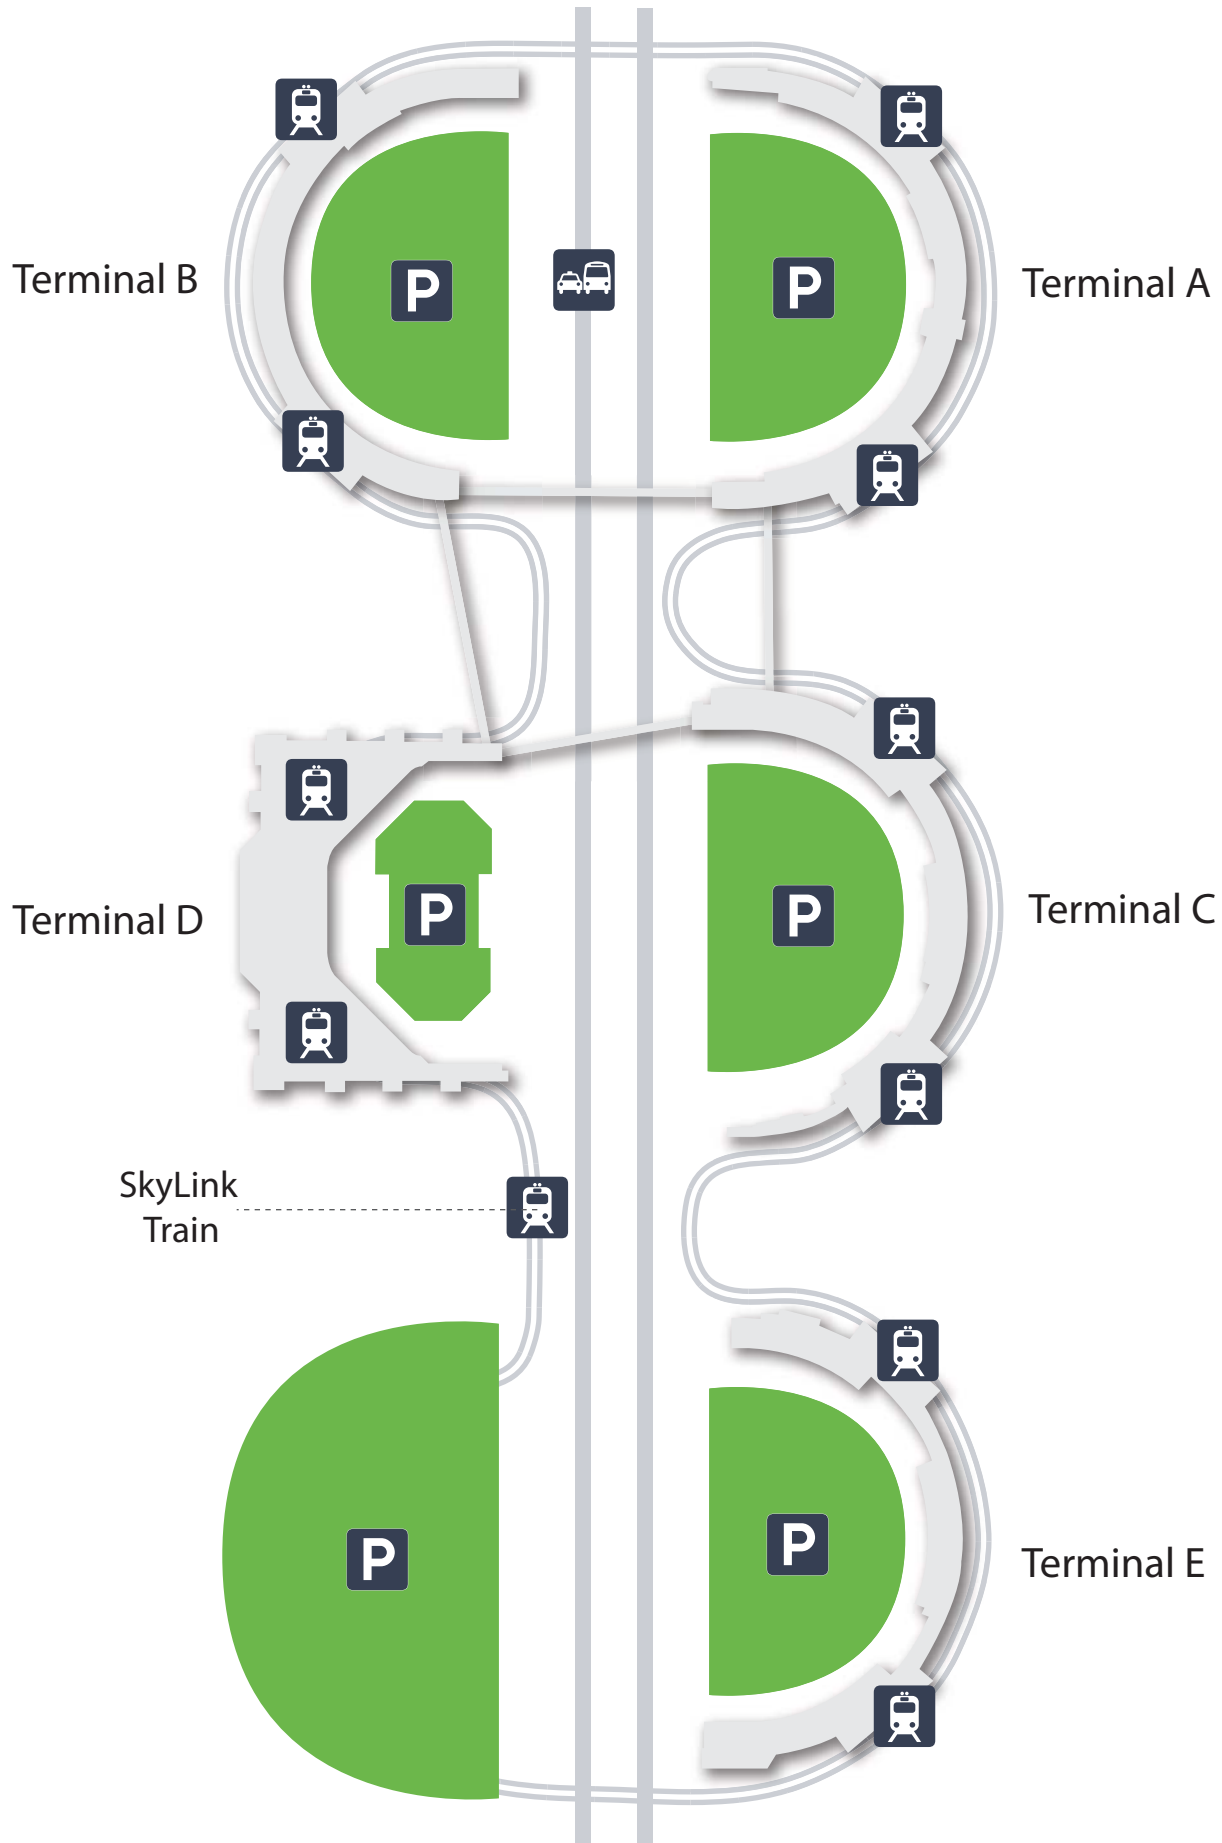 Terminal B
P
P
Terminal A
Terminal D
P
P
Terminal C
SkyLink
Train
P
P
Terminal E